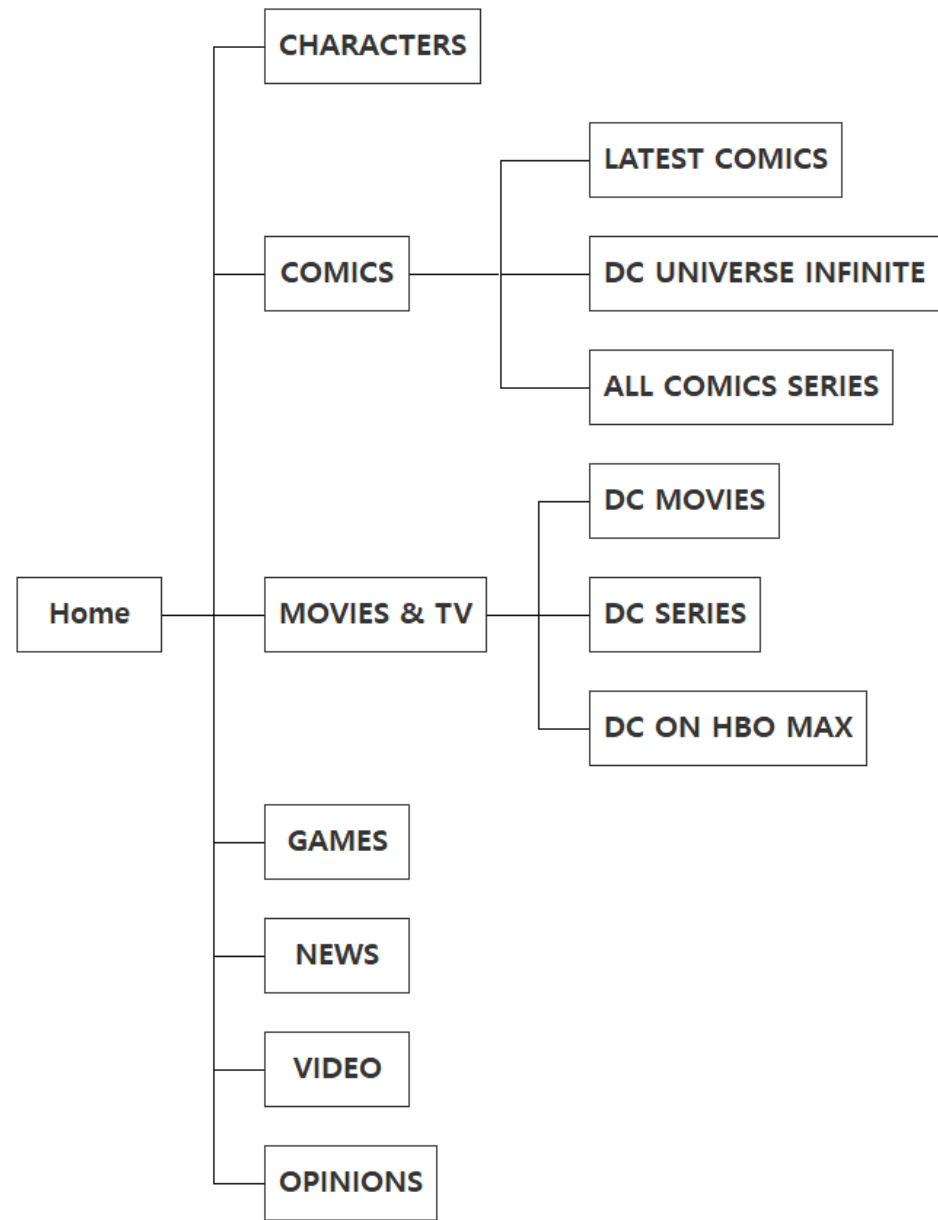 CHARACTERS
LATEST COMICS
COMICS
DC UNIVERSE INFINITE
ALL COMICS SERIES
DC MOVIES
Home
MOVIES & TV
DC SERIES
DC ON HBO MAX
GAMES
NEWS
VIDEO
OPINIONS